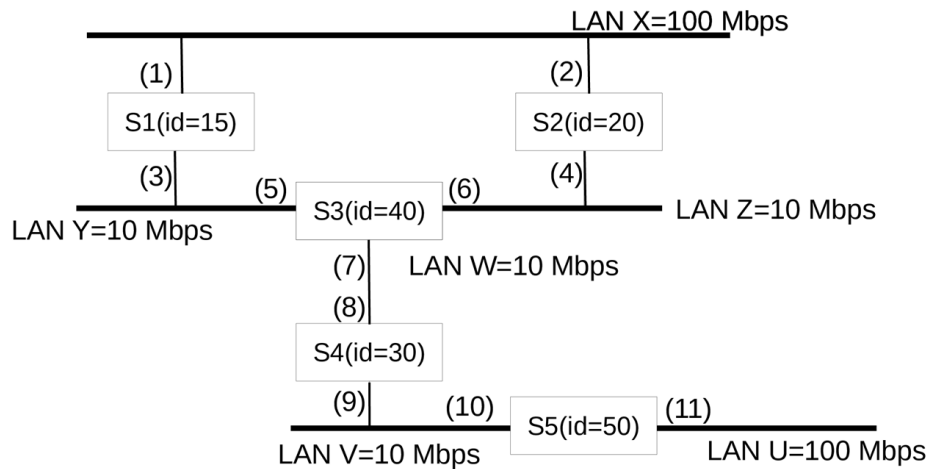 LAN X=100 Mbps
(1)
(2)
S1(id=15)
S2(id=20)
(3)
(4)
(5)
S3(id=40)
(6)
LAN Y=10 Mbps
LAN Z=10 Mbps
(7)
LAN W=10 Mbps
(8)
S4(id=30)
(9)
(10)
S5(id=50)
(11)
LAN V=10 Mbps
LAN U=100 Mbps